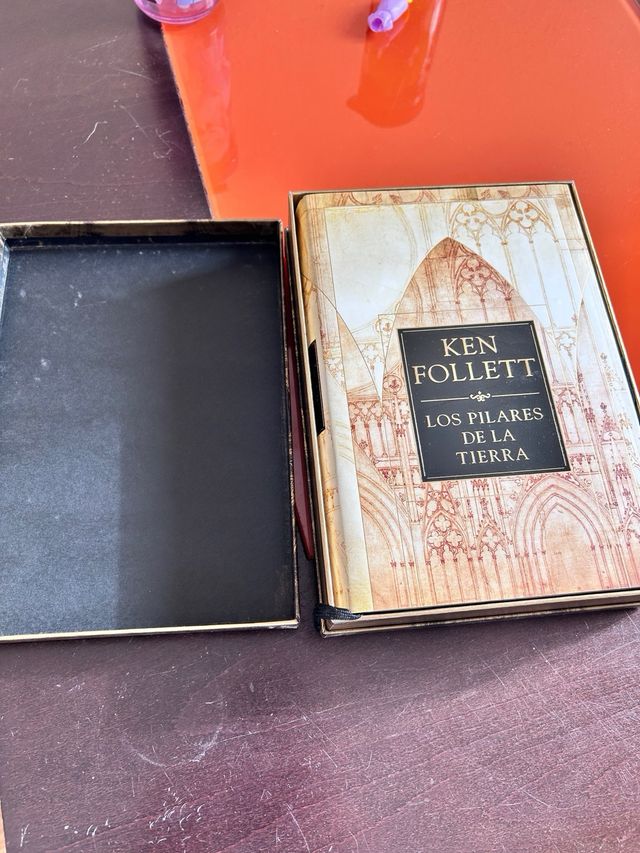 KEN
FOLLETT
LOS PILARES
DE LA
TIERRA